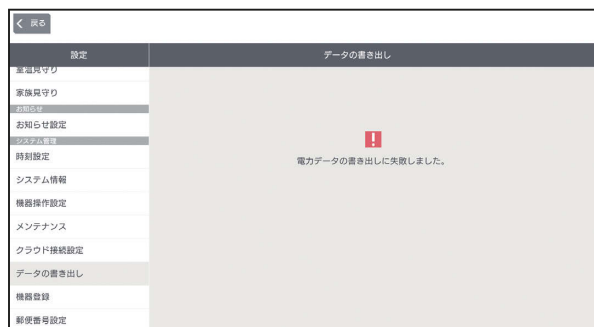 戻る
設定
データの書き出し
室温見守り
家族見守り
お知らせ
お知らせ設定
システム管理
時刻設定
システム情報
機器操作設定
メンテナンス
クラウド接続設定
データの書き出し
機器登録
郵便番号設定
電力データの書き出しに失敗しました。